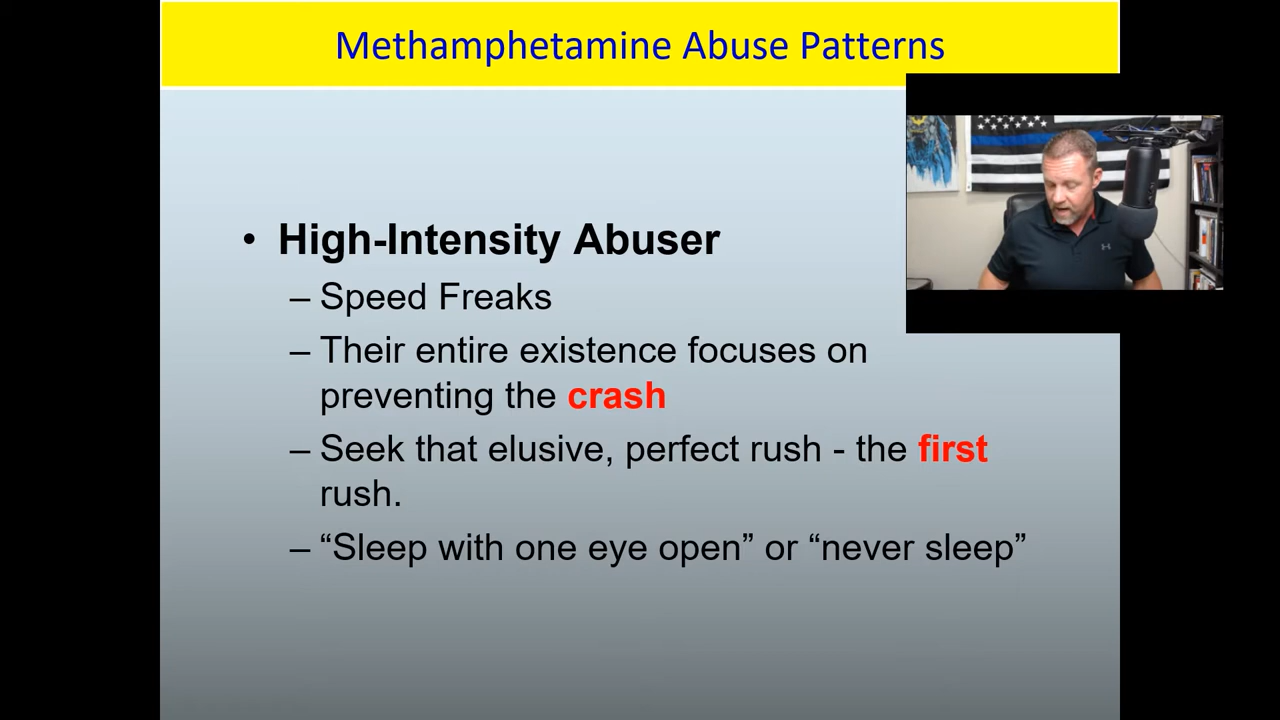 Methamphetamine Abuse Patterns
• High-Intensity Abuser
– Speed Freaks
– Their entire existence focuses on
preventing the crash
– Seek that elusive, perfect rush - the first
rush.
– “Sleep with one eye open” or “never sleep”